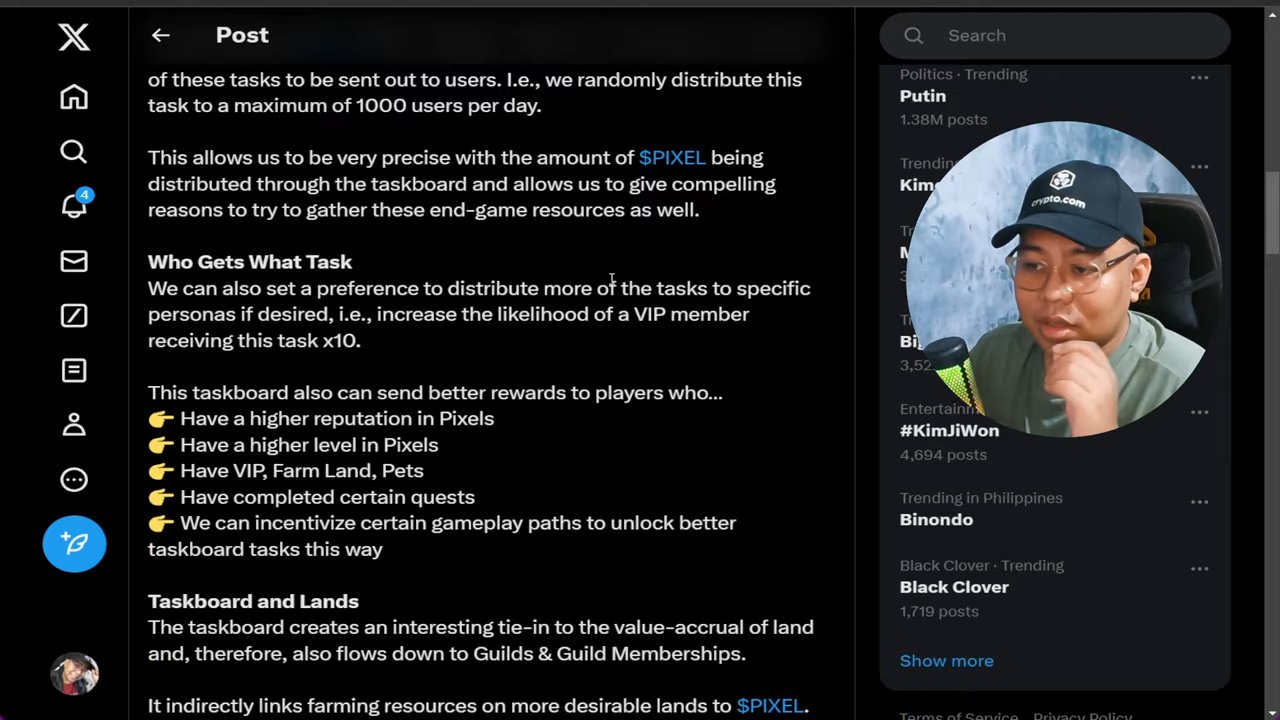 Post
of these tasks to be sent out to users. I.e., we randomly distribute this
task to a maximum of 1000 users per day.
This allows us to be very precise with the amount of $PIXEL being
distributed through the taskboard and allows us to give compelling
reasons to try to gather these end-game resources as well.
Who Gets What Task
We can also set a preference to distribute more of the tasks to specific
personas if desired, i.e., increase the likelihood of a VIP member
receiving this task x10.
This taskboard also can send better rewards to players who...
👉 Have a higher reputation in Pixels
👉 Have a higher level in Pixels
👉 Have VIP, Farm Land, Pets
👉 Have completed certain quests
👉 We can incentivize certain gameplay paths to unlock better
taskboard tasks this way
Taskboard and Lands
The taskboard creates an interesting tie-in to the value-accrual of land
and, therefore, also flows down to Guilds & Guild Memberships.
It indirectly links farming resources on more desirable lands to $PIXEL.
4
Search
Politics · Trending
Putin
1.38M posts
crypto.com
#KimJiWon
4,694 posts
Trending in Philippines
Binondo
Black Clover · Trending
Black Clover
1,719 posts
Show more
Terms of Service
Privacy Policy